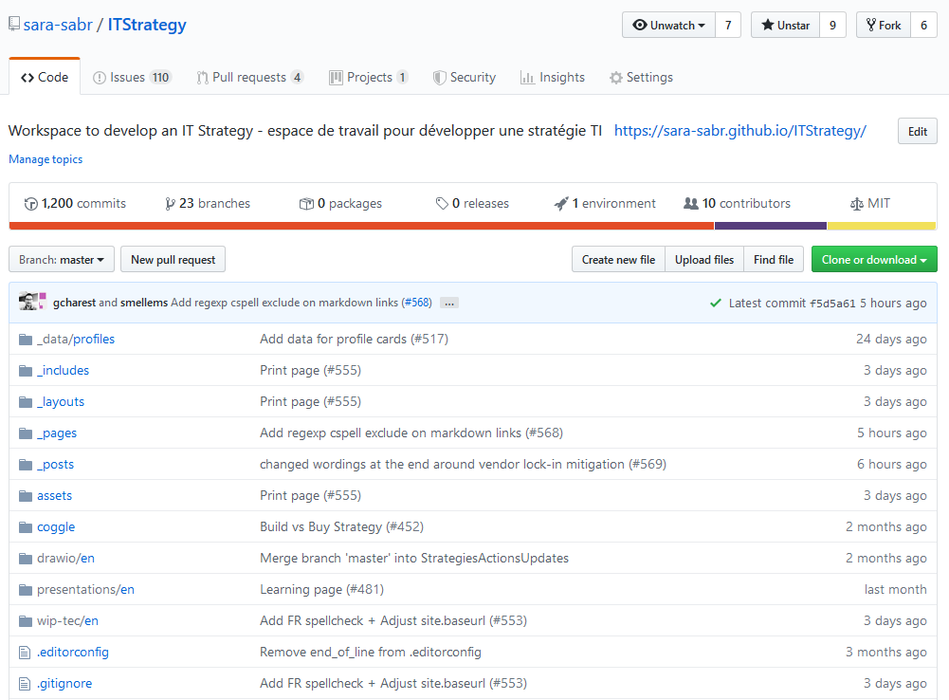 sara-sabr / ITStrategy
Unwatch 7 Unstar 9 Fork 6
Code Issues 110 Pull requests 4 Projects 1 Security Insights Settings
Workspace to develop an IT Strategy - espace de travail pour développer une stratégie TI https://sara-sabr.github.io/ITStrategy/ Edit
Manage topics
1,200 commits 23 branches 0 packages 0 releases 1 environment 10 contributors MIT
Branch: master New pull request Create new file Upload files Find file Clone or download
gcharest and smellems Add regexp cspell exclude on markdown links (#568) ... Latest commit f5d5a61 5 hours ago
_data/profiles Add data for profile cards (#517) 24 days ago
_includes Print page (#555) 3 days ago
_layouts Print page (#555) 3 days ago
_pages Add regexp cspell exclude on markdown links (#568) 5 hours ago
_posts changed wordings at the end around vendor lock-in mitigation (#569) 6 hours ago
assets Print page (#555) 3 days ago
coggle Build vs Buy Strategy (#452) 2 months ago
drawio/en Merge branch 'master' into StrategiesActionsUpdates 2 months ago
presentations/en Learning page (#481) last month
wip-tec/en Add FR spellcheck + Adjust site.baseurl (#553) 3 days ago
.editorconfig Remove end_of_line from .editorconfig 3 months ago
.gitignore Add FR spellcheck + Adjust site.baseurl (#553) 3 days ago